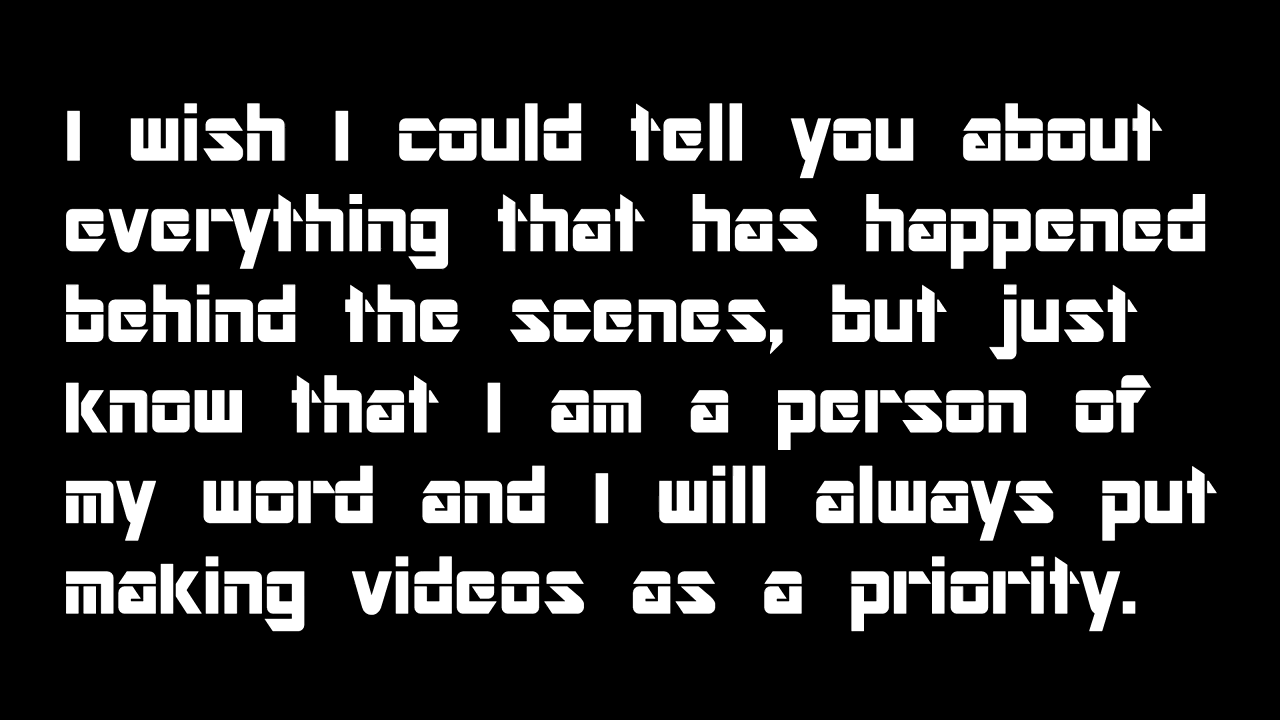 I wish I could tell you about
everything that has happened
behind the scenes, but just
know that I am a person of
my word and I will always put
making videos as a priority.